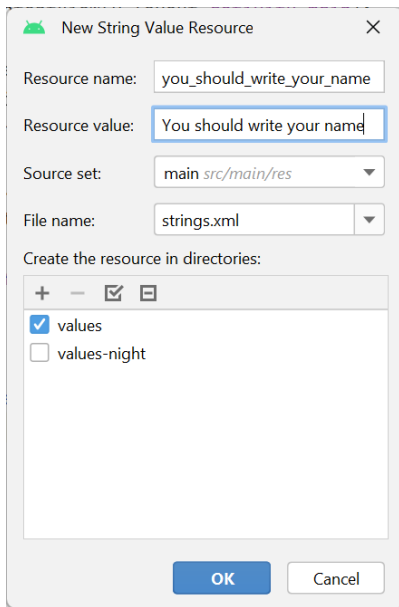 New String Value Resource
Resource name: you_should_write_your_name
Resource value: You should write your name
Source set: main src/main/res
File name: strings.xml
Create the resource in directories:
values
values-night
OK Cancel